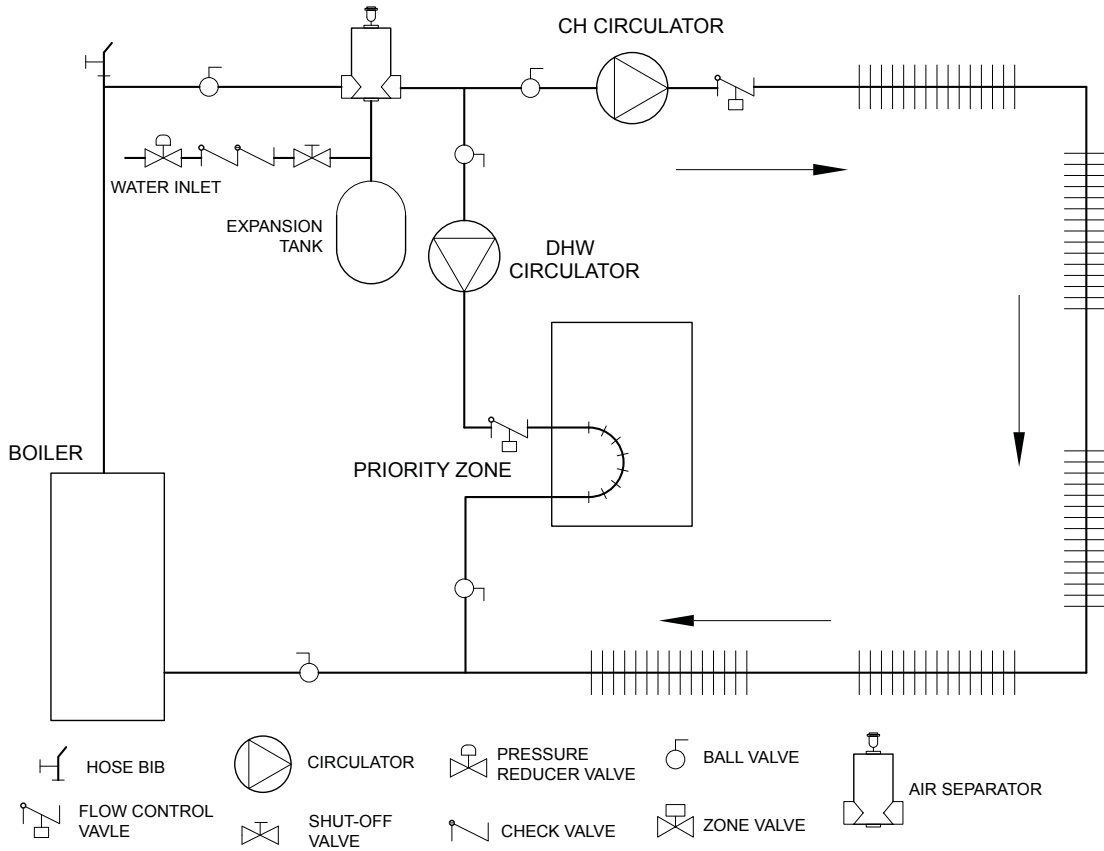 CH CIRCULATOR
WATER INLET
EXPANSION
TANK
DHW
CIRCULATOR
BOILER
PRIORITY ZONE
HOSE BIB
CIRCULATOR
PRESSURE
REDUCER VALVE
BALL VALVE
AIR SEPARATOR
FLOW CONTROL
VAVLE
SHUT-OFF
VALVE
CHECK VALVE
ZONE VALVE